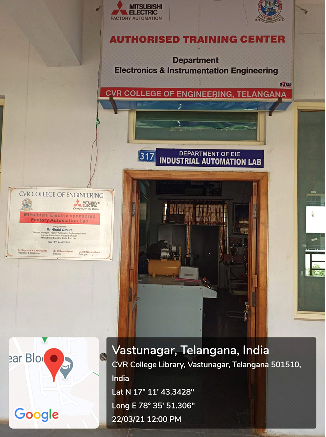 MITSUBISHI
ELECTRIC
FACTORY AUTOMATION
AUTHORISED TRAINING CENTER
Department
Electronics & Instrumentation Engineering
CVR COLLEGE OF ENGINEERING, TELANGANA
317
DEPARTMENT OF EIE
INDUSTRIAL AUTOMATION LAB
CVR COLLEGE OF ENGINEERING
ear Block
Google
Vastunagar, Telangana, India
CVR College Library, Vastunagar, Telangana 501510,
India
Lat N 17° 11' 43.3428"
Long E 78° 35' 51.306"
22/03/21 12:00 PM